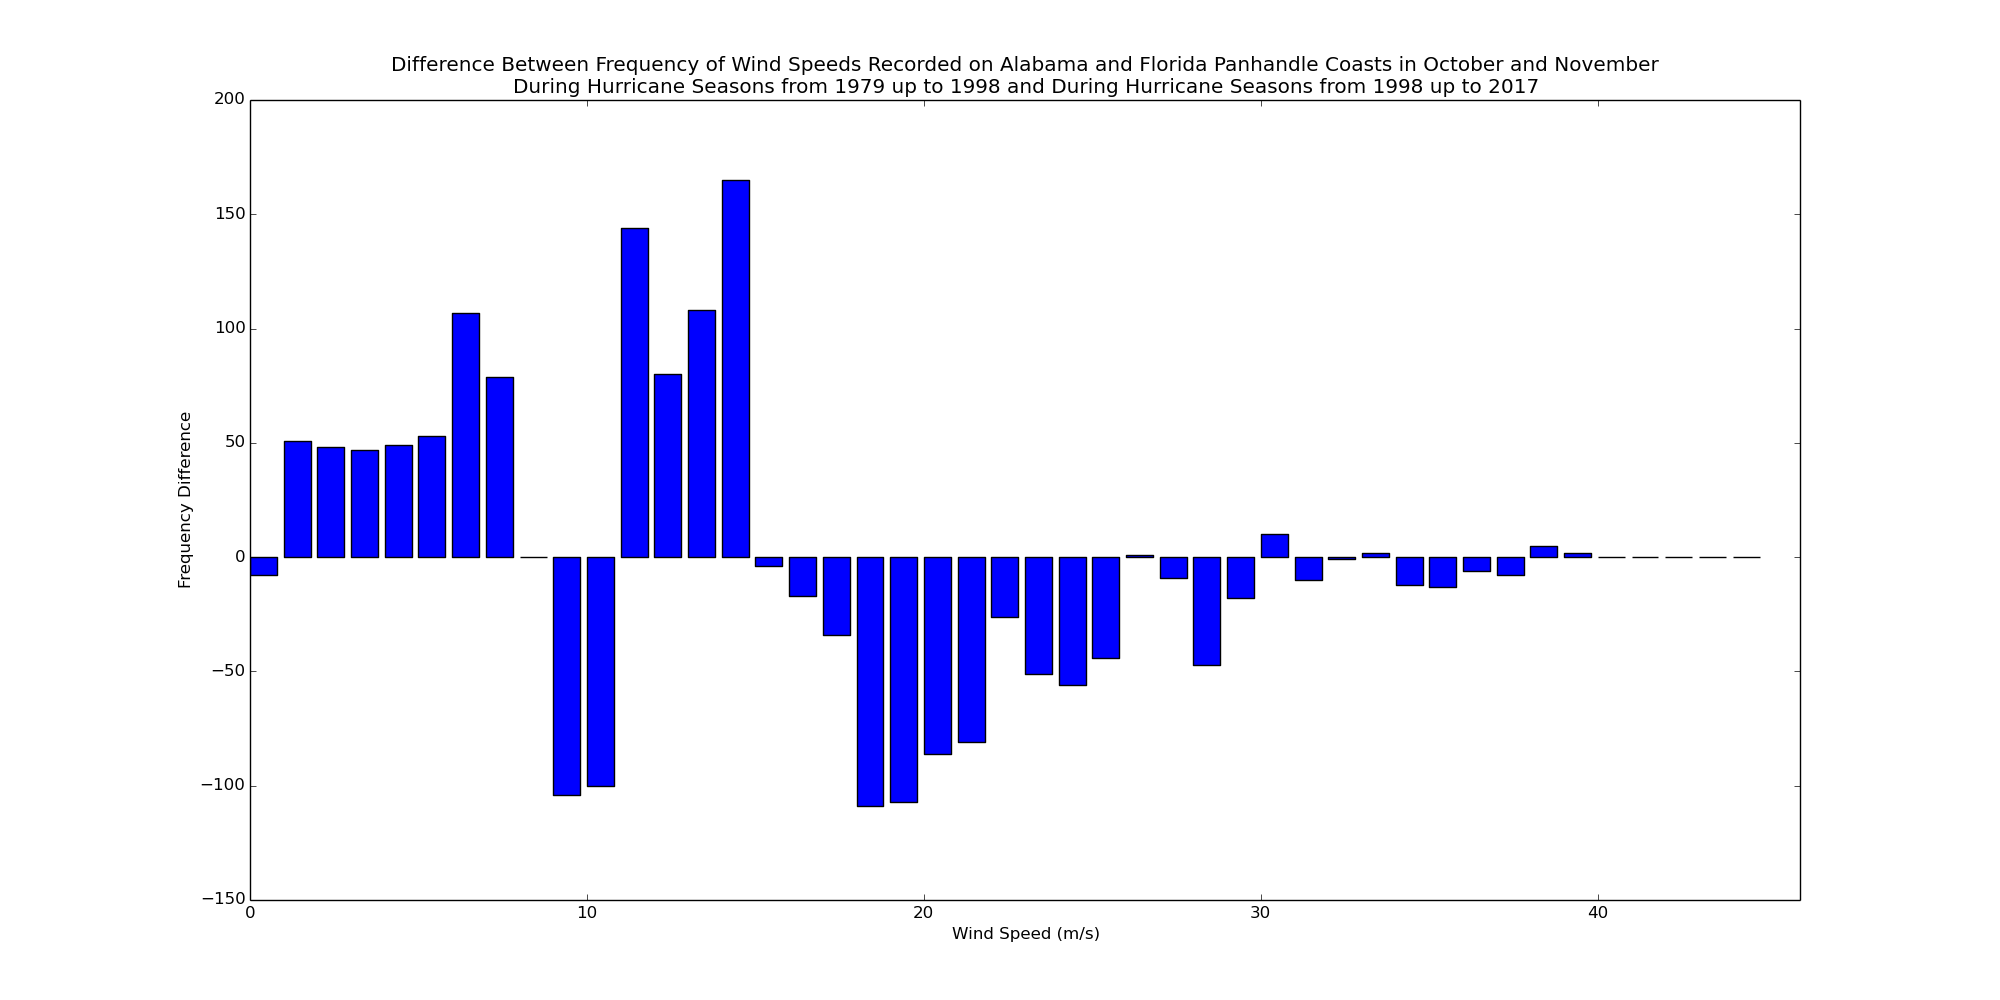 Difference Between Frequency of Wind Speeds Recorded on Alabama and Florida Panhandle Coasts in October and November
During Hurricane Seasons from 1979 up to 1998 and During Hurricane Seasons from 1998 up to 2017
200
150
100
50
0
−50
−100
−150
Frequency Difference
0 10 20 30 40
Wind Speed (m/s)